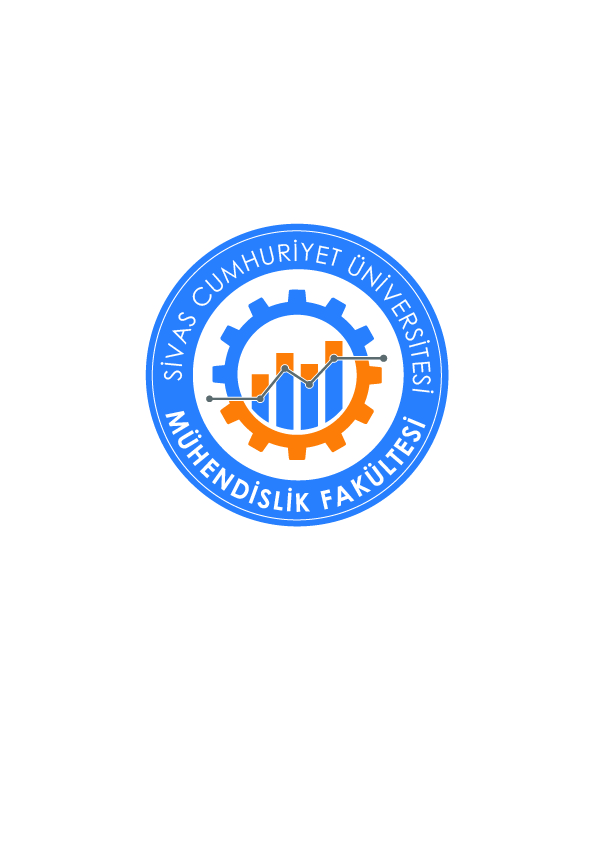 SİVAS CUMHURİYET ÜNİVERSİTESİ
MÜHENDİSLİK FAKÜLTESİ